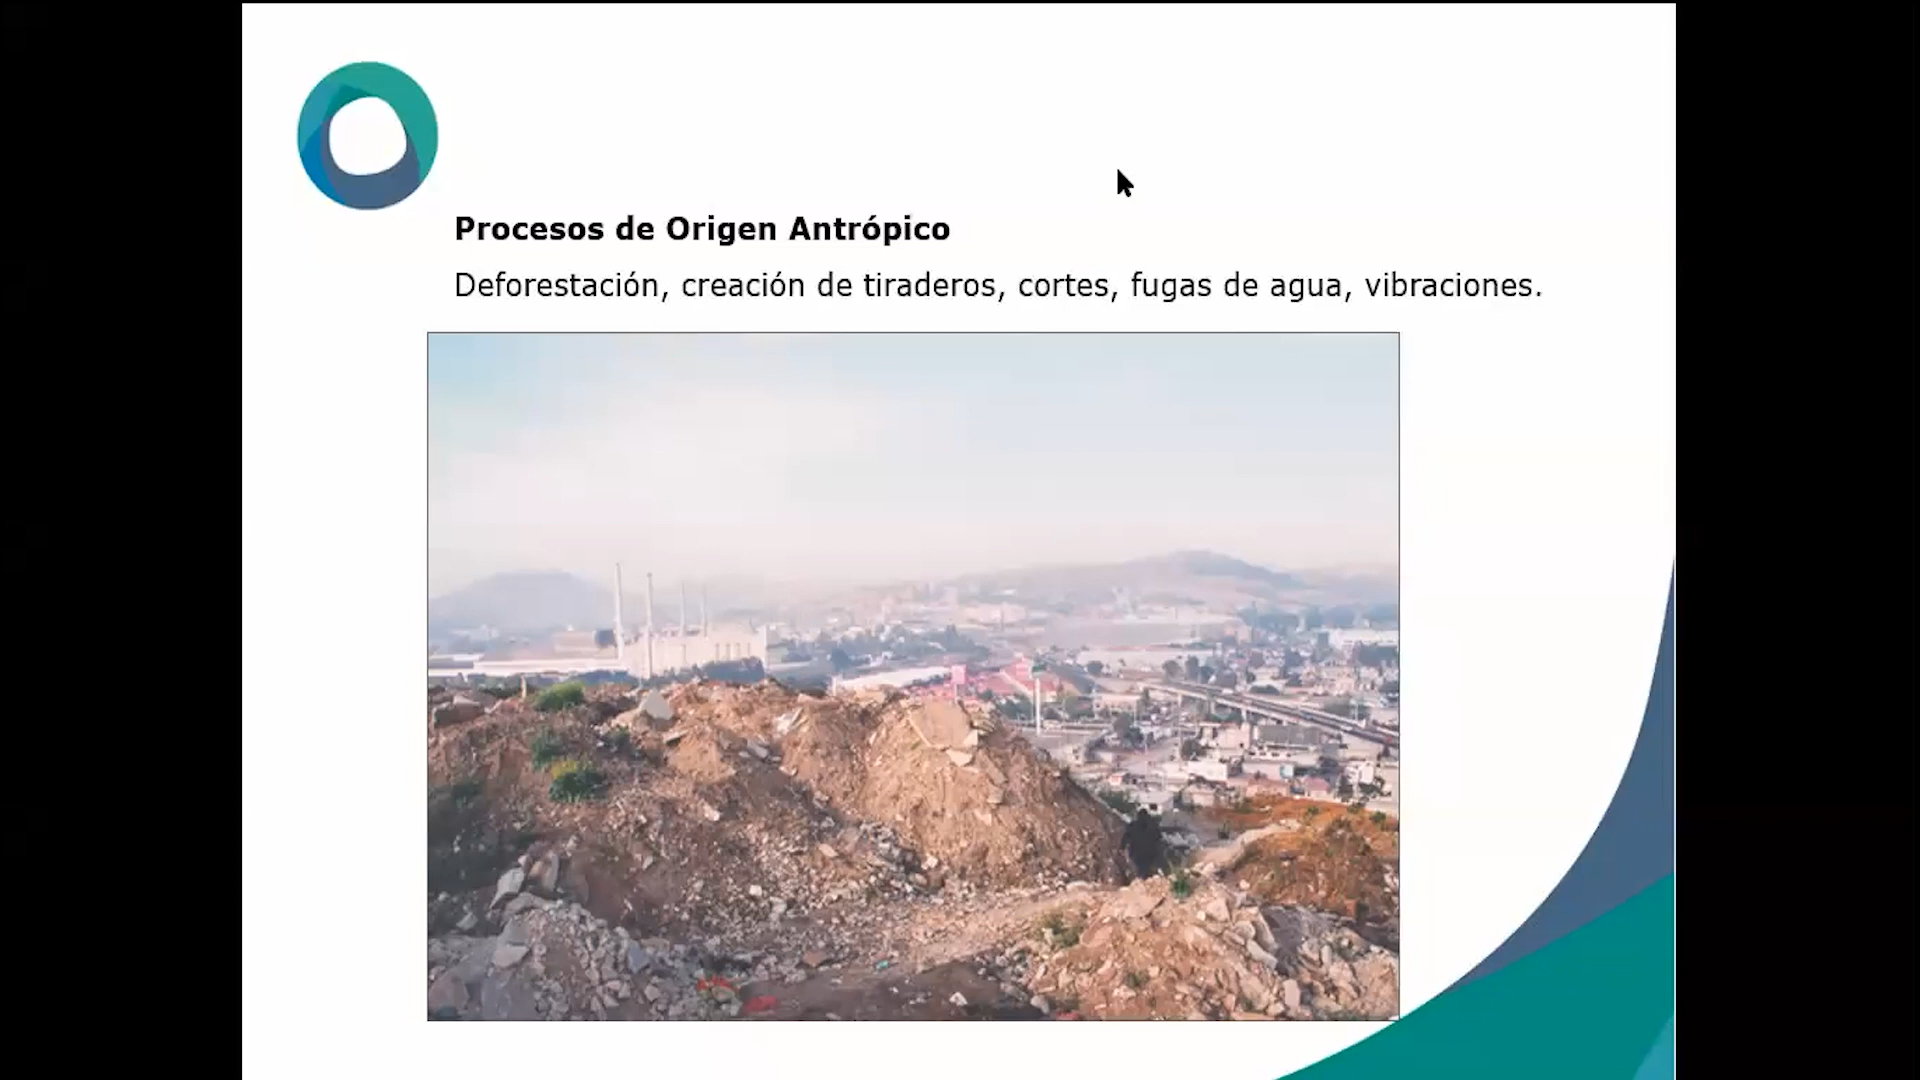 Procesos de Origen Antrópico
Deforestación, creación de tiraderos, cortes, fugas de agua, vibraciones.